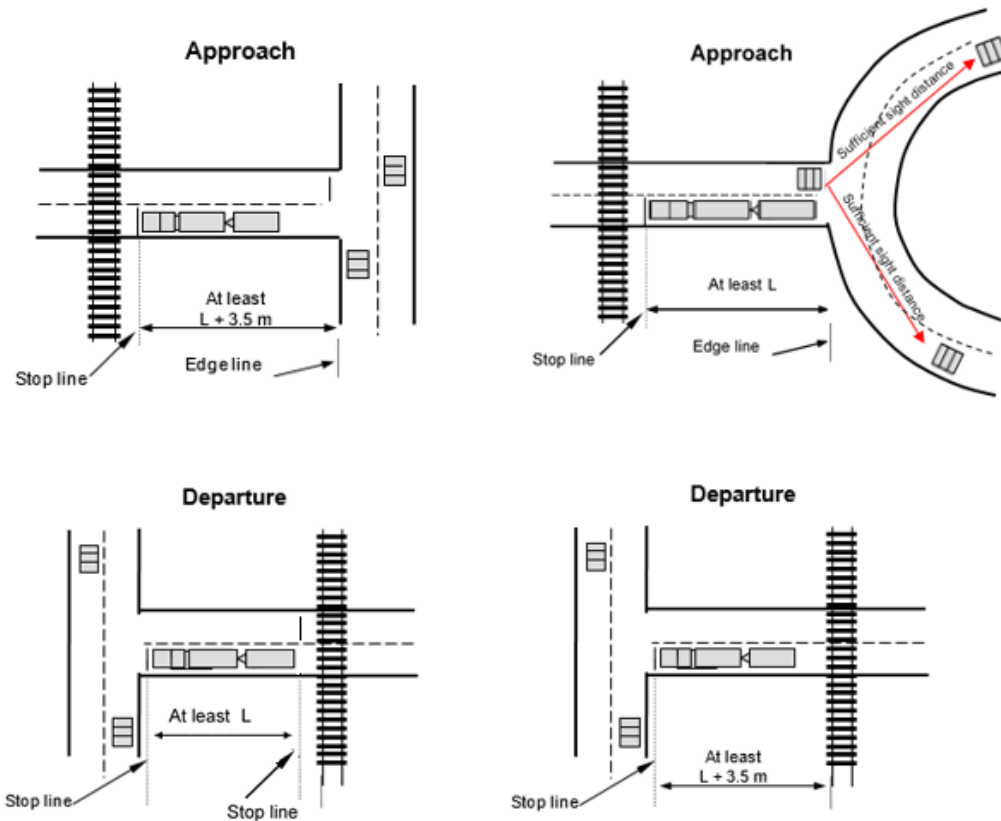 Approach
At least
L + 3.5 m
Edge line
Stop line
Approach
Sufficient sight distance
Sufficient sight distance
At least L
Edge line
Stop line
Departure
At least L
Stop line
Stop line
Departure
At least
L + 3.5 m
Stop line